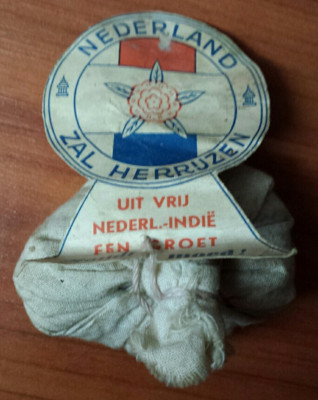 NEDERLAND
ZAL HERRIJZEN
UIT VRIJ
NEDERL.-INDIË
EEN GROET